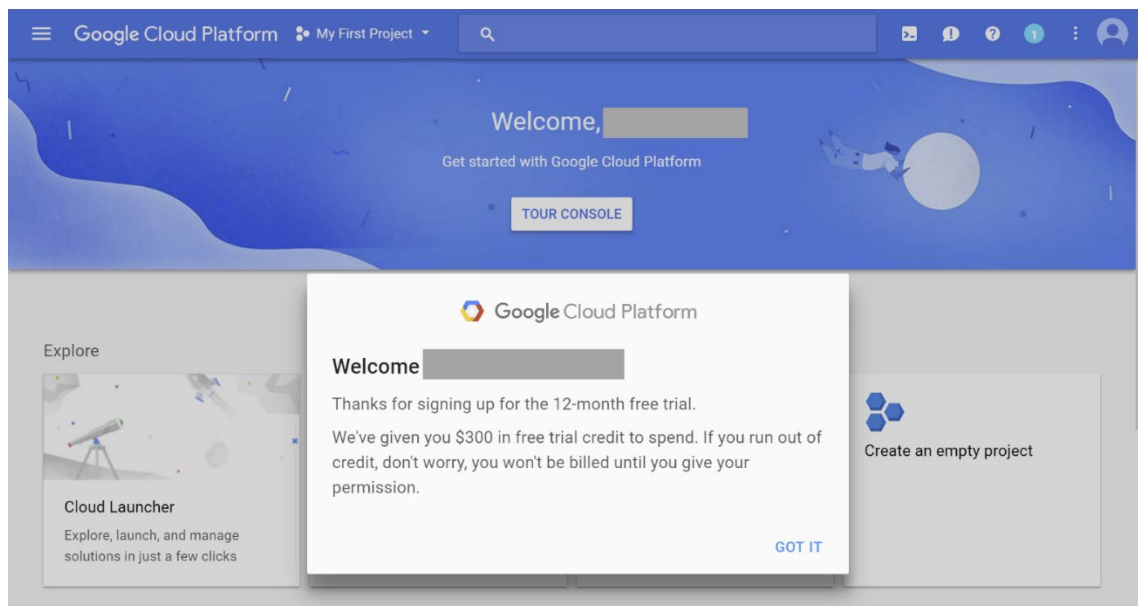 Google Cloud Platform My First Project
1
Welcome,
Get started with Google Cloud Platform
TOUR CONSOLE
Google Cloud Platform
Explore
Welcome
Thanks for signing up for the 12-month free trial.
We've given you $300 in free trial credit to spend. If you run out of
credit, don't worry, you won't be billed until you give your
permission.
GOT IT
Cloud Launcher
Explore, launch, and manage
solutions in just a few clicks
Create an empty project